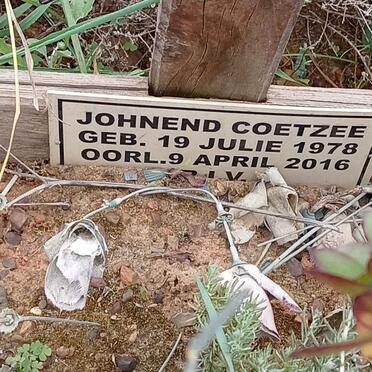 JOHNEND COETZEE
GEB. 19 JULIE 1978
OORL.9 APRIL 2016
R.I.V